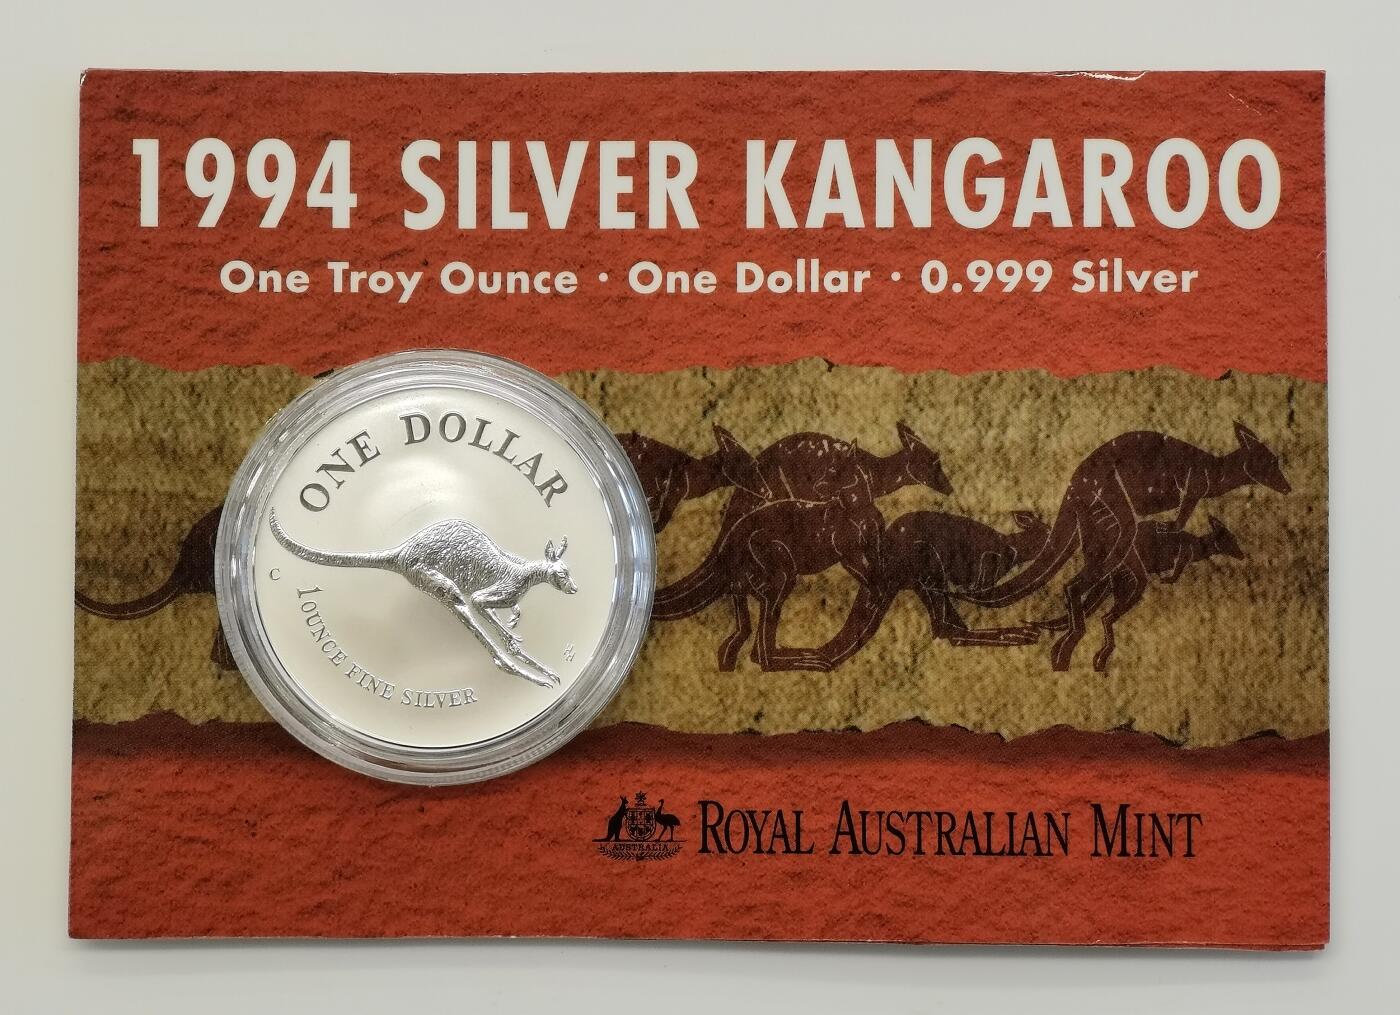 1994 SILVER KANGAROO
One Troy Ounce · One Dollar · 0.999 Silver
ONE DOLLAR
C
1 OUNCE FINE SILVER
AUSTRALIA
ROYAL AUSTRALIAN MINT